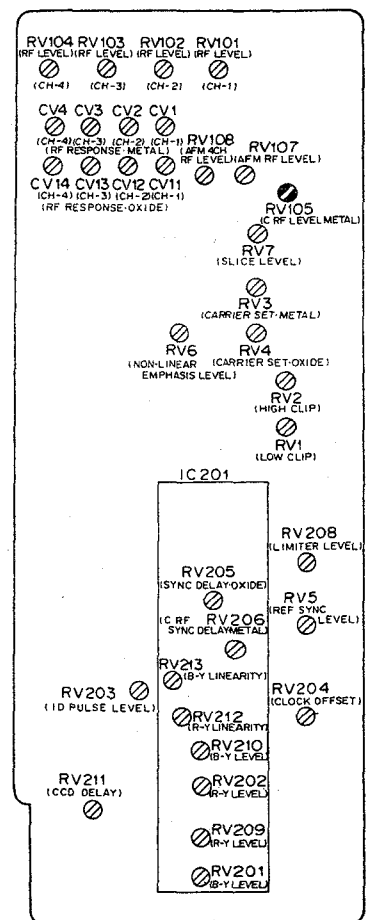 RV104 RV103 RV102 RV101
(RF LEVEL) (RF LEVEL) (RF LEVEL) (RF LEVEL)
(CH-4) (CH-3) (CH-2) (CH-1)
CV4 CV3 CV2 CV1
(CH-4) (CH-3) (CH-2) (CH-1)
(RF RESPONSE·METAL)
RV108
(AFM 4CH
RF LEVEL)
RV107
(AFM RF LEVEL)
CV14 CV13 CV12 CV11
(CH-4) (CH-3) (CH-2) (CH-1)
(RF RESPONSE·OXIDE)
RV105
(C RF LEVEL METAL)
RV7
(SLICE LEVEL)
RV3
(CARRIER SET·METAL)
RV6
(NON-LINEAR
EMPHASIS LEVEL)
RV4
(CARRIER SET·OXIDE)
RV2
(HIGH CLIP)
RV1
(LOW CLIP)
IC201
RV208
(LIMITER LEVEL)
RV205
(SYNC DELAY·OXIDE)
RV5
(REF SYNC
LEVEL)
(C RF RV206
SYNC DELAY·METAL)
RV213
(B-Y LINEARITY)
RV203
(ID PULSE LEVEL)
RV204
(CLOCK OFFSET)
RV212
(R-Y LINEARITY)
RV210
(B-Y LEVEL)
RV211
(CCD DELAY)
RV202
(R-Y LEVEL)
RV209
(R-Y LEVEL)
RV201
(B-Y LEVEL)